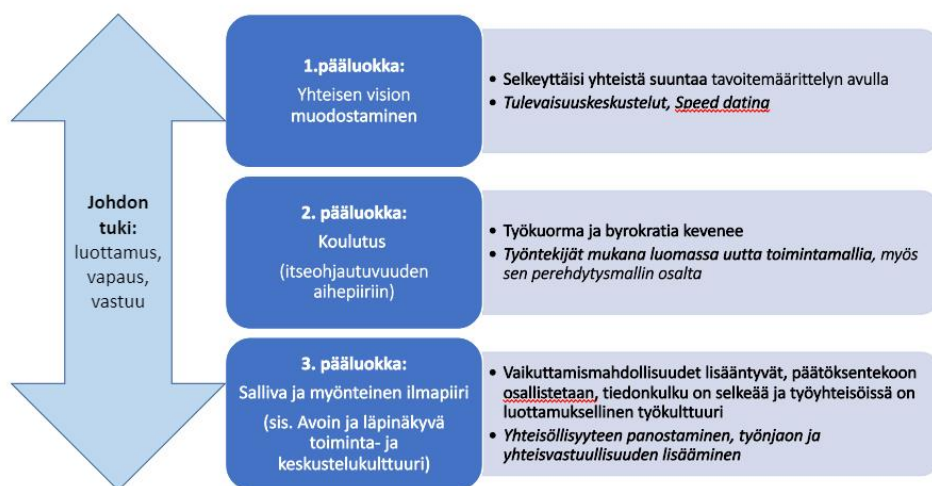 Johdon
tuki:
luottamus,
vapaus,
vastuu
1.pääluokka:
Yhteisen vision
muodostaminen
• Selkeyttäisi yhteistä suuntaa tavoitemäärittelyn avulla
• Tulevaisuuskeskustelut, Speed dating
2. pääluokka:
Koulutus
(itseohjautuvuuden
aihepiiriin)
• Työkuorma ja byrokratia kevenee
• Työntekijät mukana luomassa uutta toimintamallia, myös
sen perehdytysmallin osalta
3. pääluokka:
Salliva ja myönteinen ilmapiiri
(sis. Avoin ja läpinäkyvä
toiminta- ja
keskustelukulttuuri)
• Vaikuttamismahdollisuudet lisääntyvät, päätöksentekoon
osallistetaan, tiedonkulku on selkeää ja työyhteisöissä on
luottamuksellinen työkulttuuri
• Yhteisöllisyyteen panostaminen, työnjaon ja
yhteisvastuullisuuden lisääminen